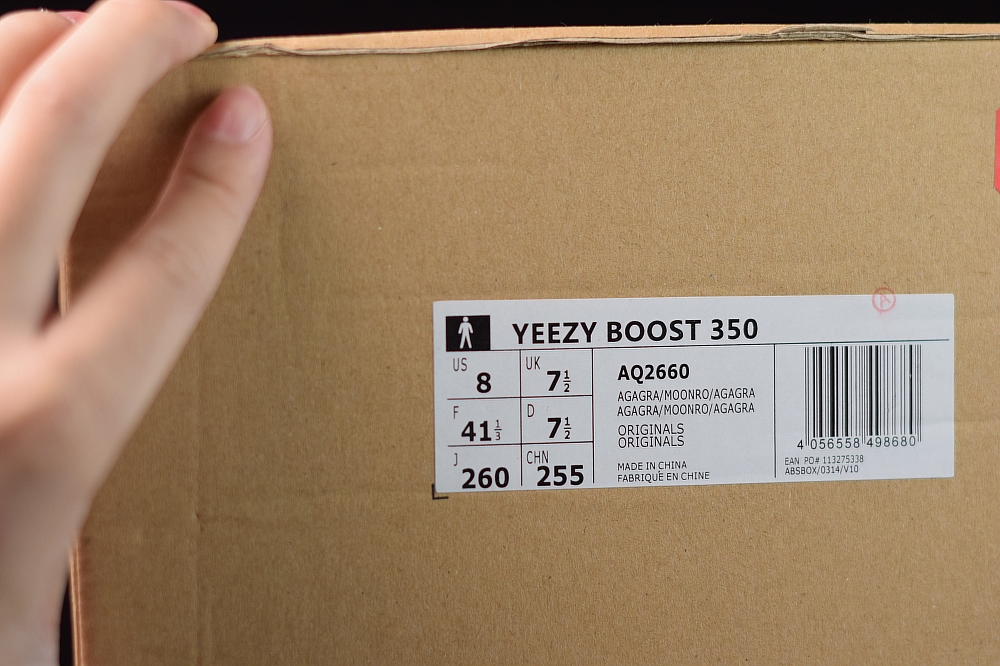 YEEZY BOOST 350
US 8
UK 7½
F 41⅓
D 7½
J 260
CHN 255
AQ2660
AGAGRA/MOONRO/AGAGRA
AGAGRA/MOONRO/AGAGRA
ORIGINALS
ORIGINALS
MADE IN CHINA
FABRIQUÉ EN CHINE
4 056558 498680
EAN PO# 113275338
ABSBOX/0314/V10